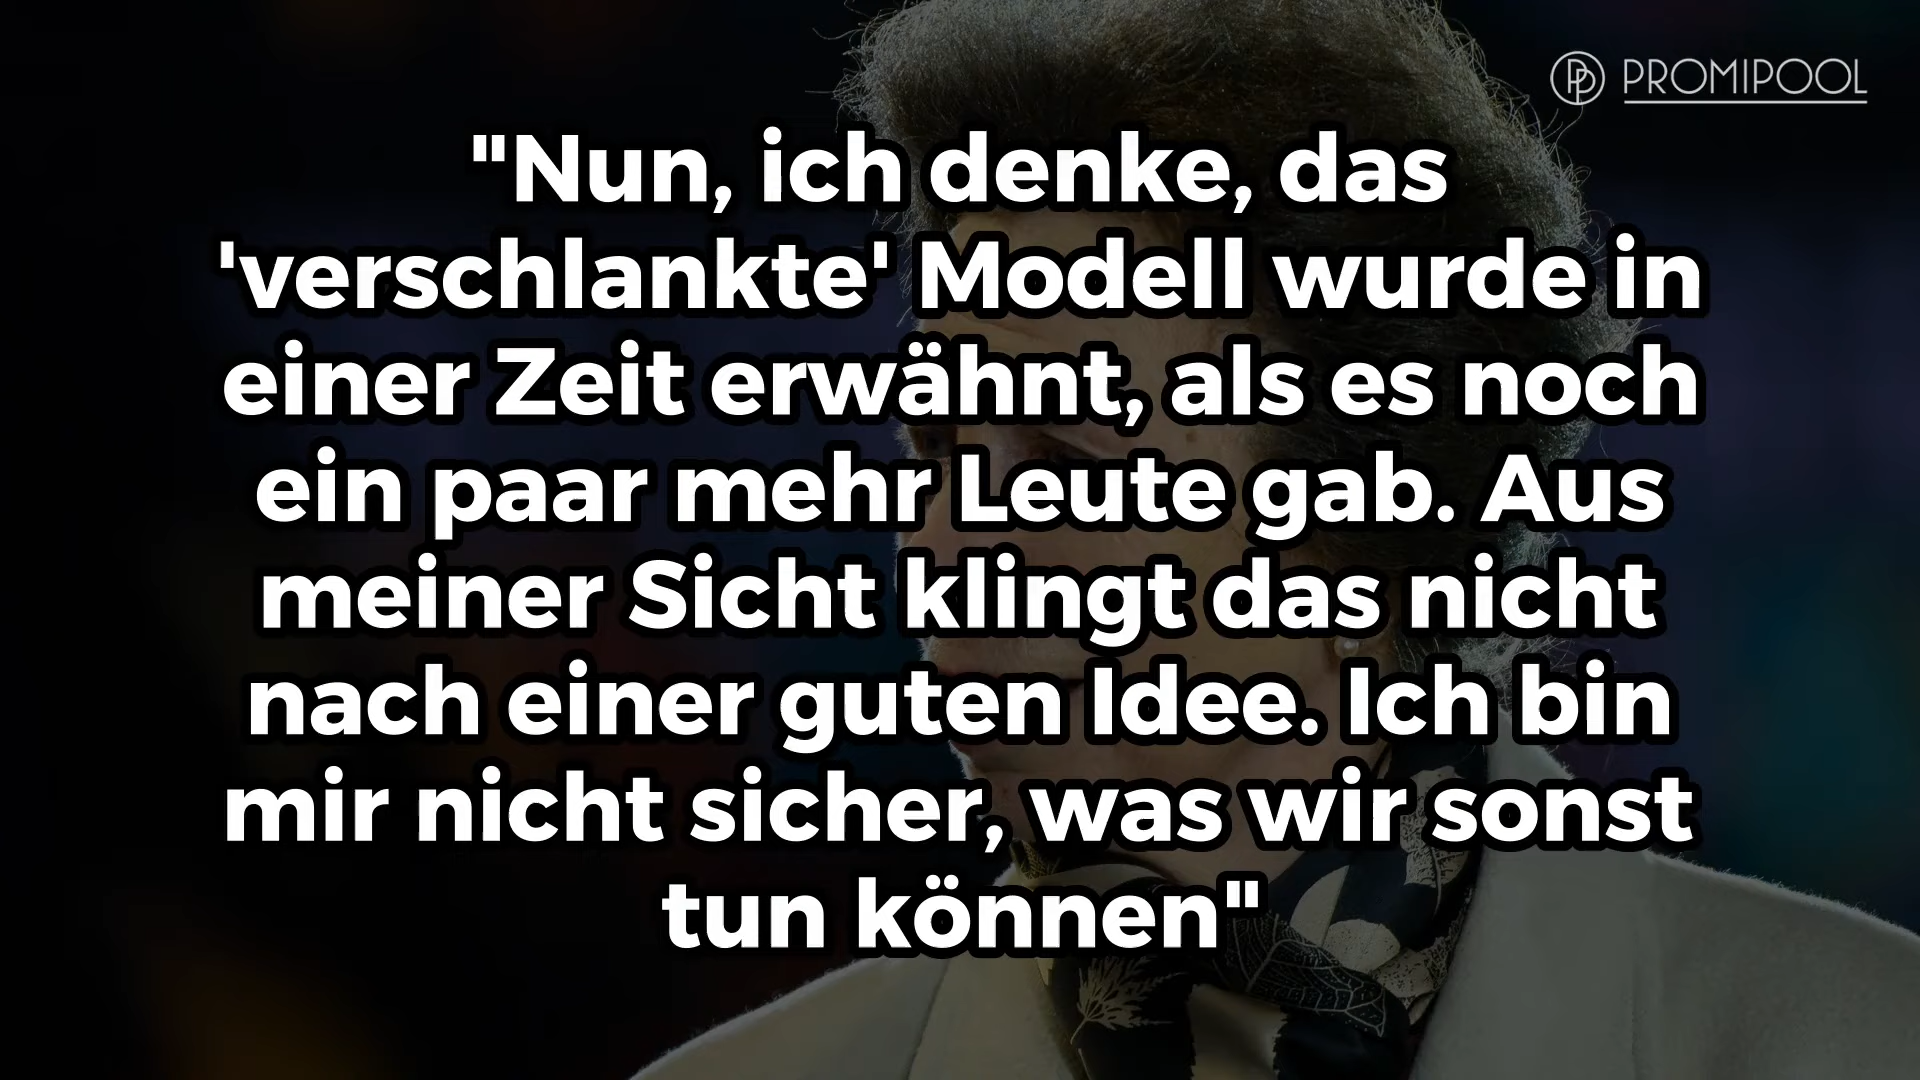 PROMIPOOL
"Nun, ich denke, das
'verschlankte' Modell wurde in
einer Zeit erwähnt, als es noch
ein paar mehr Leute gab. Aus
meiner Sicht klingt das nicht
nach einer guten Idee. Ich bin
mir nicht sicher, was wir sonst
tun können"